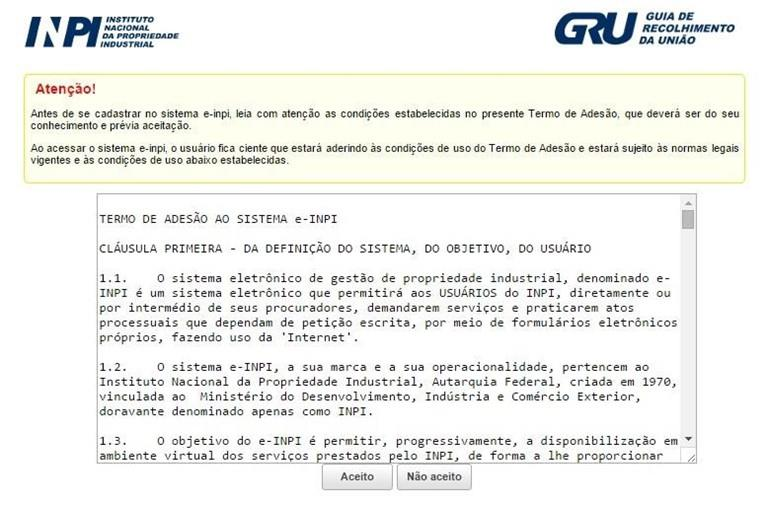 INPI INSTITUTO
NACIONAL
DA PROPRIEDADE
INDUSTRIAL
GRU GUIA DE
RECOLHIMENTO
DA UNIÃO
Atenção!
Antes de se cadastrar no sistema e-inpi, leia com atenção as condições estabelecidas no presente Termo de Adesão, que deverá ser do seu
conhecimento e prévia aceitação.
Ao acessar o sistema e-inpi, o usuário fica ciente que estará aderindo às condições de uso do Termo de Adesão e estará sujeito às normas legais
vigentes e às condições de uso abaixo estabelecidas.
TERMO DE ADESÃO AO SISTEMA e-INPI
CLÁUSULA PRIMEIRA - DA DEFINIÇÃO DO SISTEMA, DO OBJETIVO, DO USUÁRIO
1.1. O sistema eletrônico de gestão de propriedade industrial, denominado e-
INPI é um sistema eletrônico que permitirá aos USUÁRIOS do INPI, diretamente ou
por intermédio de seus procuradores, demandarem serviços e praticarem atos
processuais que dependam de petição escrita, por meio de formulários eletrônicos
próprios, fazendo uso da 'Internet'.
1.2. O sistema e-INPI, a sua marca e a sua operacionalidade, pertencem ao
Instituto Nacional da Propriedade Industrial, Autarquia Federal, criada em 1970,
vinculada ao Ministério do Desenvolvimento, Indústria e Comércio Exterior,
doravante denominado apenas como INPI.
1.3. O objetivo do e-INPI é permitir, progressivamente, a disponibilização em
ambiente virtual dos serviços prestados pelo INPI, de forma a lhe proporcionar
Aceito Não aceito